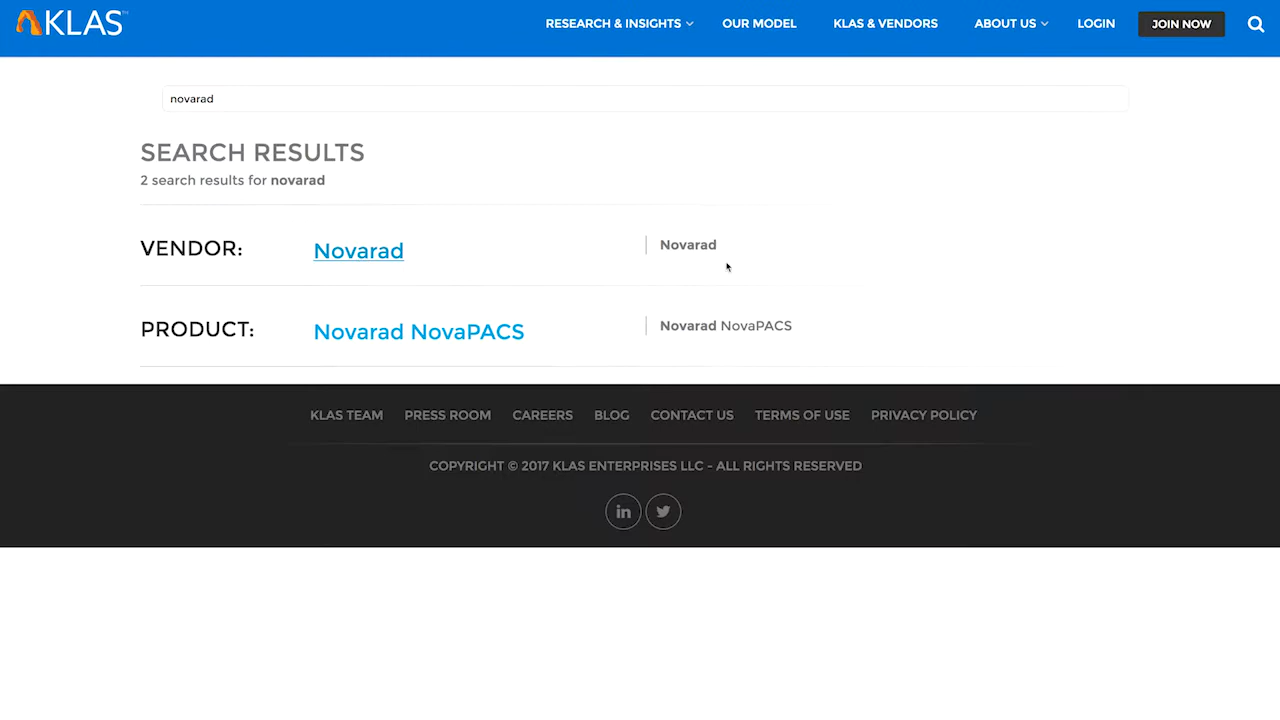 KLAS™ RESEARCH & INSIGHTS OUR MODEL KLAS & VENDORS ABOUT US LOGIN JOIN NOW
novarad
SEARCH RESULTS
2 search results for novarad
VENDOR: Novarad Novarad
PRODUCT: Novarad NovaPACS Novarad NovaPACS
KLAS TEAM PRESS ROOM CAREERS BLOG CONTACT US TERMS OF USE PRIVACY POLICY
COPYRIGHT © 2017 KLAS ENTERPRISES LLC - ALL RIGHTS RESERVED
in